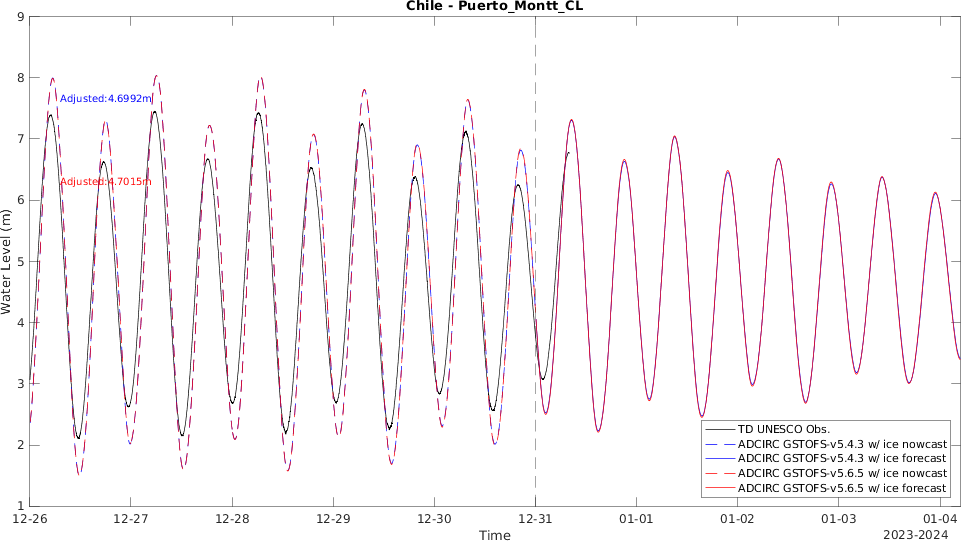 Chile - Puerto_Montt_CL
9
8
7
6
5
4
3
2
1
Water Level (m)
Adjusted:4.6992m
Adjusted:4.7015m
TD UNESCO Obs.
ADCIRC GSTOFS-v5.4.3 w/ ice nowcast
ADCIRC GSTOFS-v5.4.3 w/ ice forecast
ADCIRC GSTOFS-v5.6.5 w/ ice nowcast
ADCIRC GSTOFS-v5.6.5 w/ ice forecast
12-26 12-27 12-28 12-29 12-30 12-31 01-01 01-02 01-03 01-04
Time
2023-2024